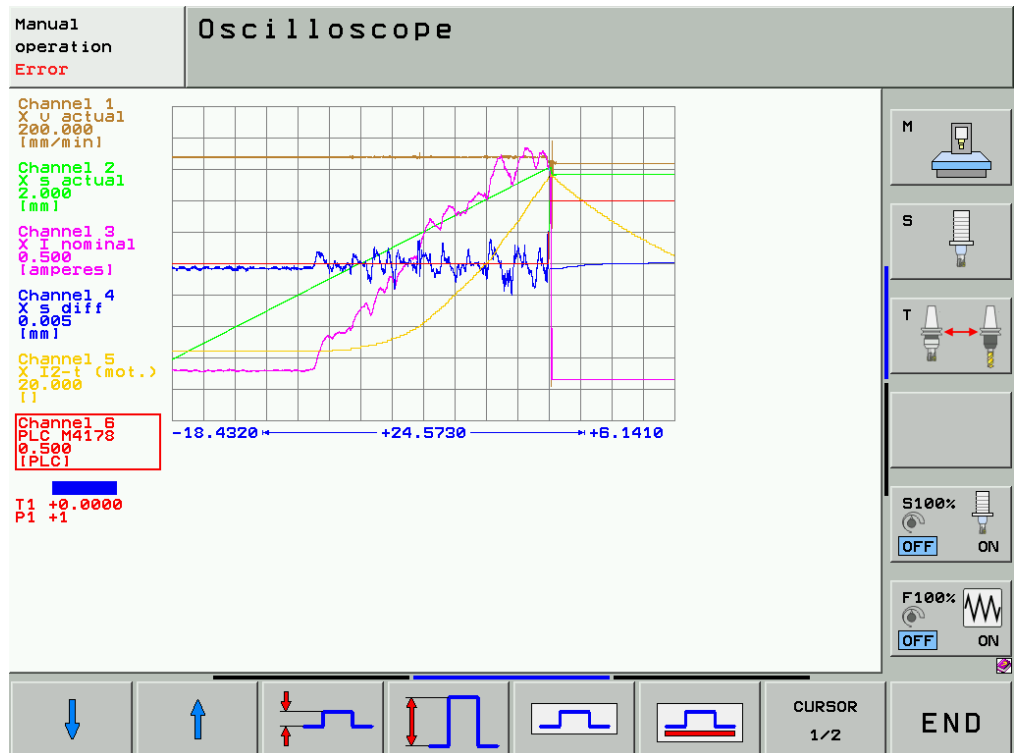 Manual
operation
Error
Oscilloscope
Channel 1
X v actual
200.000
[mm/min]
Channel 2
X s actual
2.000
[mm]
Channel 3
X I nominal
0.500
[amperes]
Channel 4
X s diff
0.005
[mm]
Channel 5
X I2-t (mot.)
20.000
[]
Channel 6
PLC M4178
0.500
[PLC]
T1 +0.0000
P1 +1
-18.4320 +24.5730 +6.1410
M
S
T
S100%
OFF ON
F100%
OFF ON
CURSOR
1/2
END